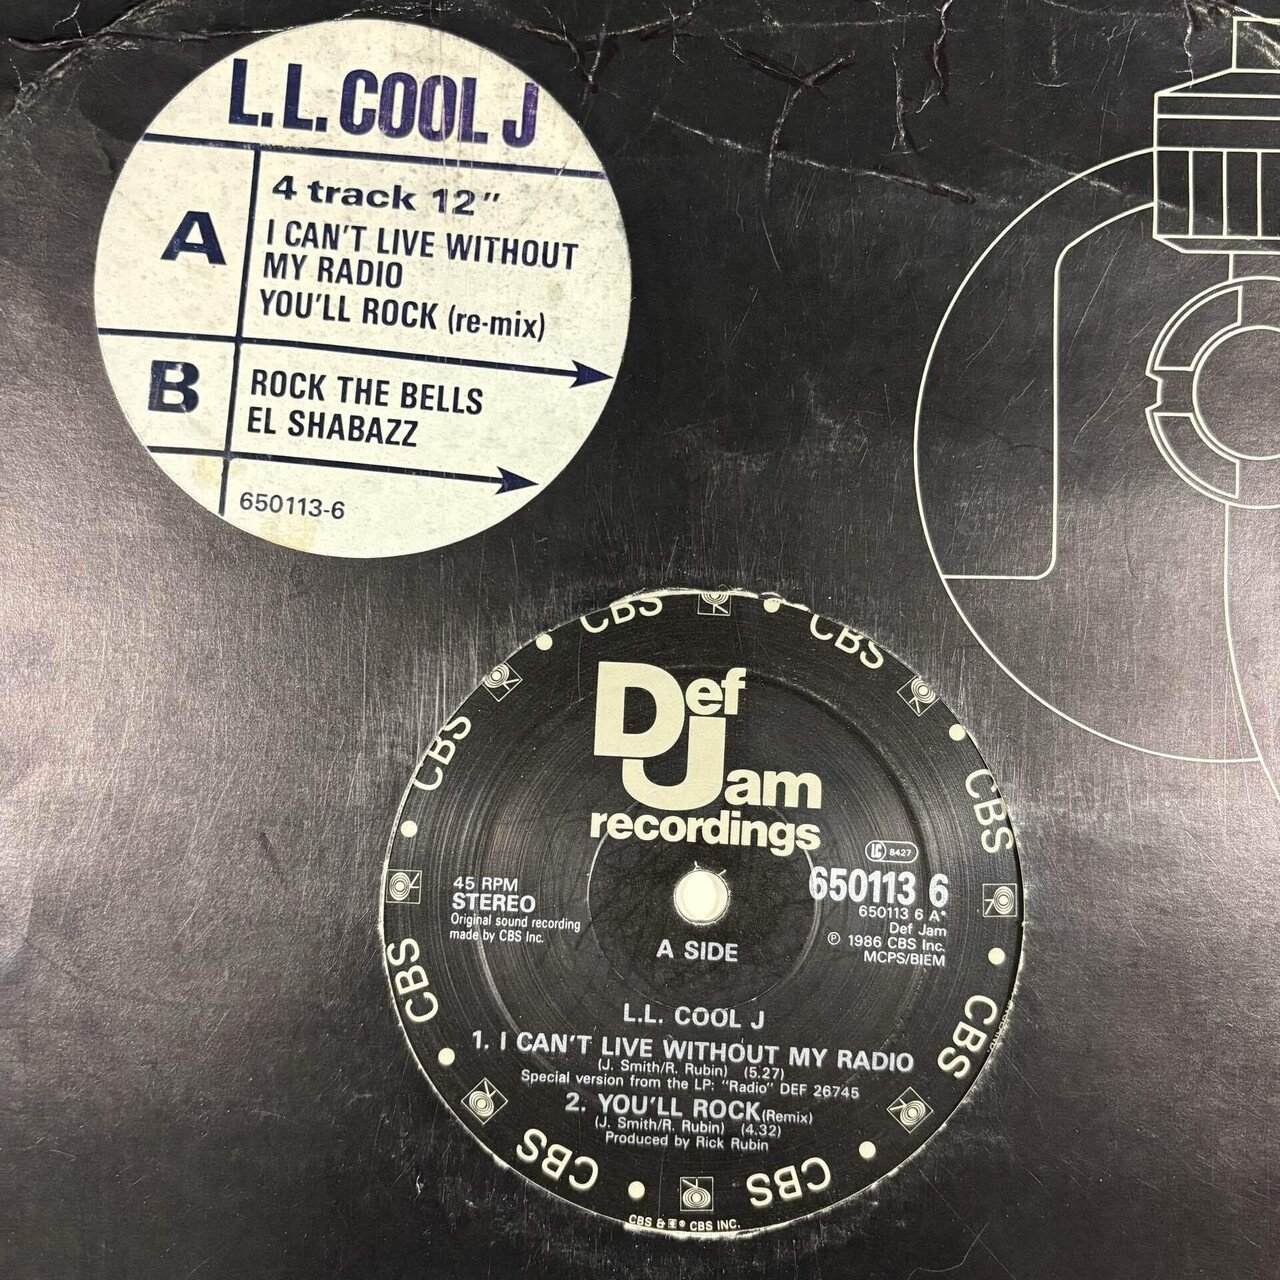 L.L. COOL J
A
4 track 12"
I CAN'T LIVE WITHOUT
MY RADIO
YOU'LL ROCK (re-mix)
B
ROCK THE BELLS
EL SHABAZZ
650113-6
CBS
CBS
CBS
CBS
CBS
CBS
CBS
CBS
Def
Jam
recordings
LC 8427
45 RPM
STEREO
Original sound recording
made by CBS Inc.
650113 6
650113 6 A*
Def Jam
℗ 1986 CBS Inc.
MCPS/BIEM
A SIDE
L.L. COOL J
1. I CAN'T LIVE WITHOUT MY RADIO
(J. Smith/R. Rubin) (5.27)
Special version from the LP: "Radio" DEF 26745
2. YOU'LL ROCK (Remix)
(J. Smith/R. Rubin) (4.32)
Produced by Rick Rubin
CBS INC.